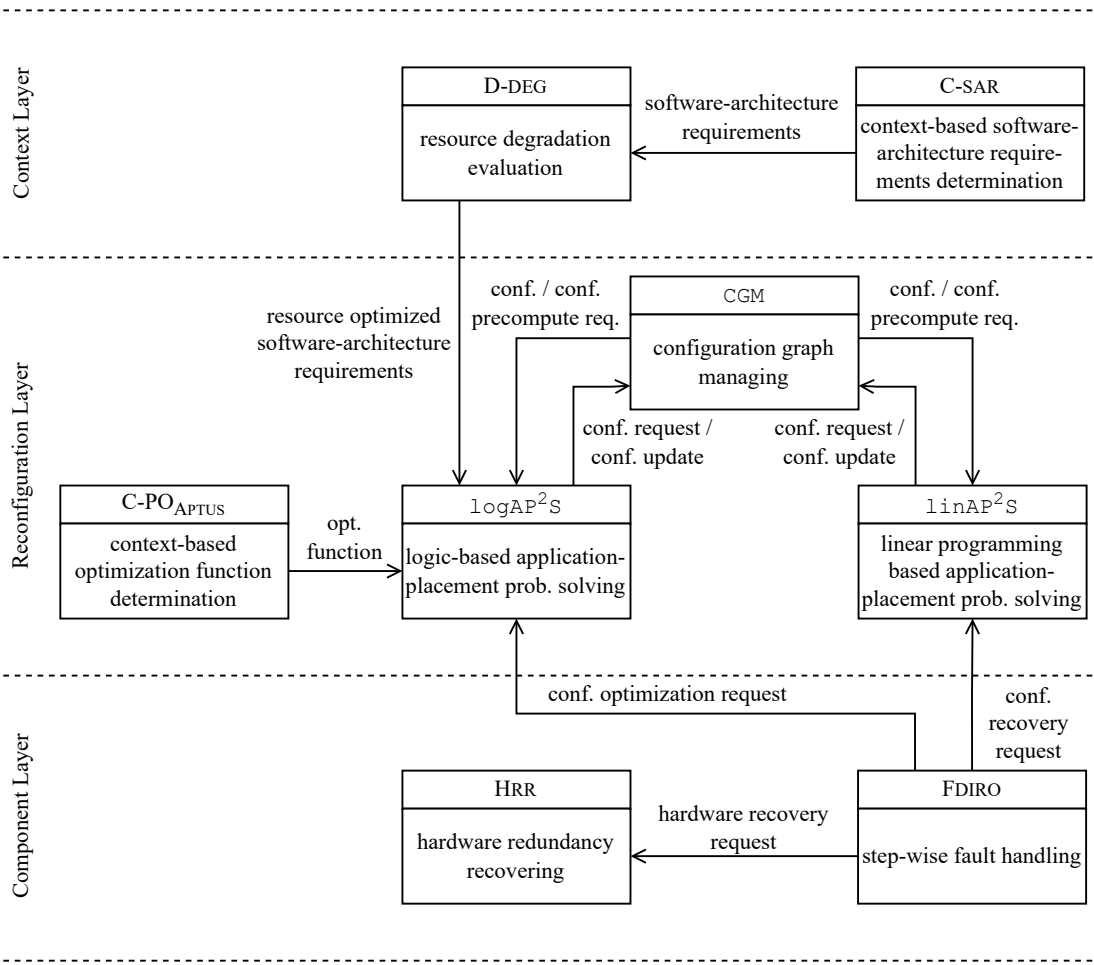 Context Layer
D-DEG
resource degradation
evaluation
software-architecture
requirements
C-SAR
context-based software-
architecture require-
ments determination
Reconfiguration Layer
resource optimized
software-architecture
requirements
conf. / conf.
precompute req.
CGM
configuration graph
managing
conf. / conf.
precompute req.
conf. request /
conf. update
conf. request /
conf. update
C-PO_APTUS
context-based
optimization function
determination
opt.
function
logAP²S
logic-based application-
placement prob. solving
linAP²S
linear programming
based application-
placement prob. solving
Component Layer
conf. optimization request
conf.
recovery
request
HRR
hardware redundancy
recovering
hardware recovery
request
FDIRO
step-wise fault handling